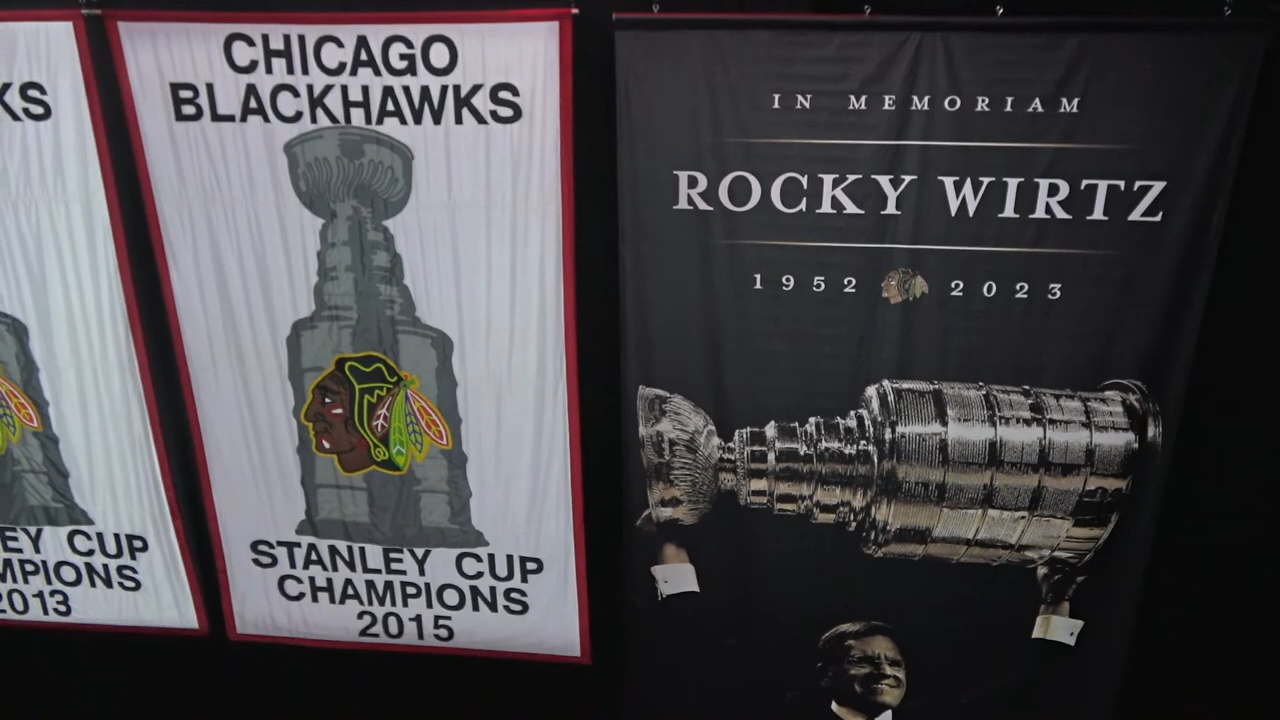 KS
EY CUP
MPIONS
2013
CHICAGO
BLACKHAWKS
STANLEY CUP
CHAMPIONS
2015
IN MEMORIAM
ROCKY WIRTZ
1952 2023